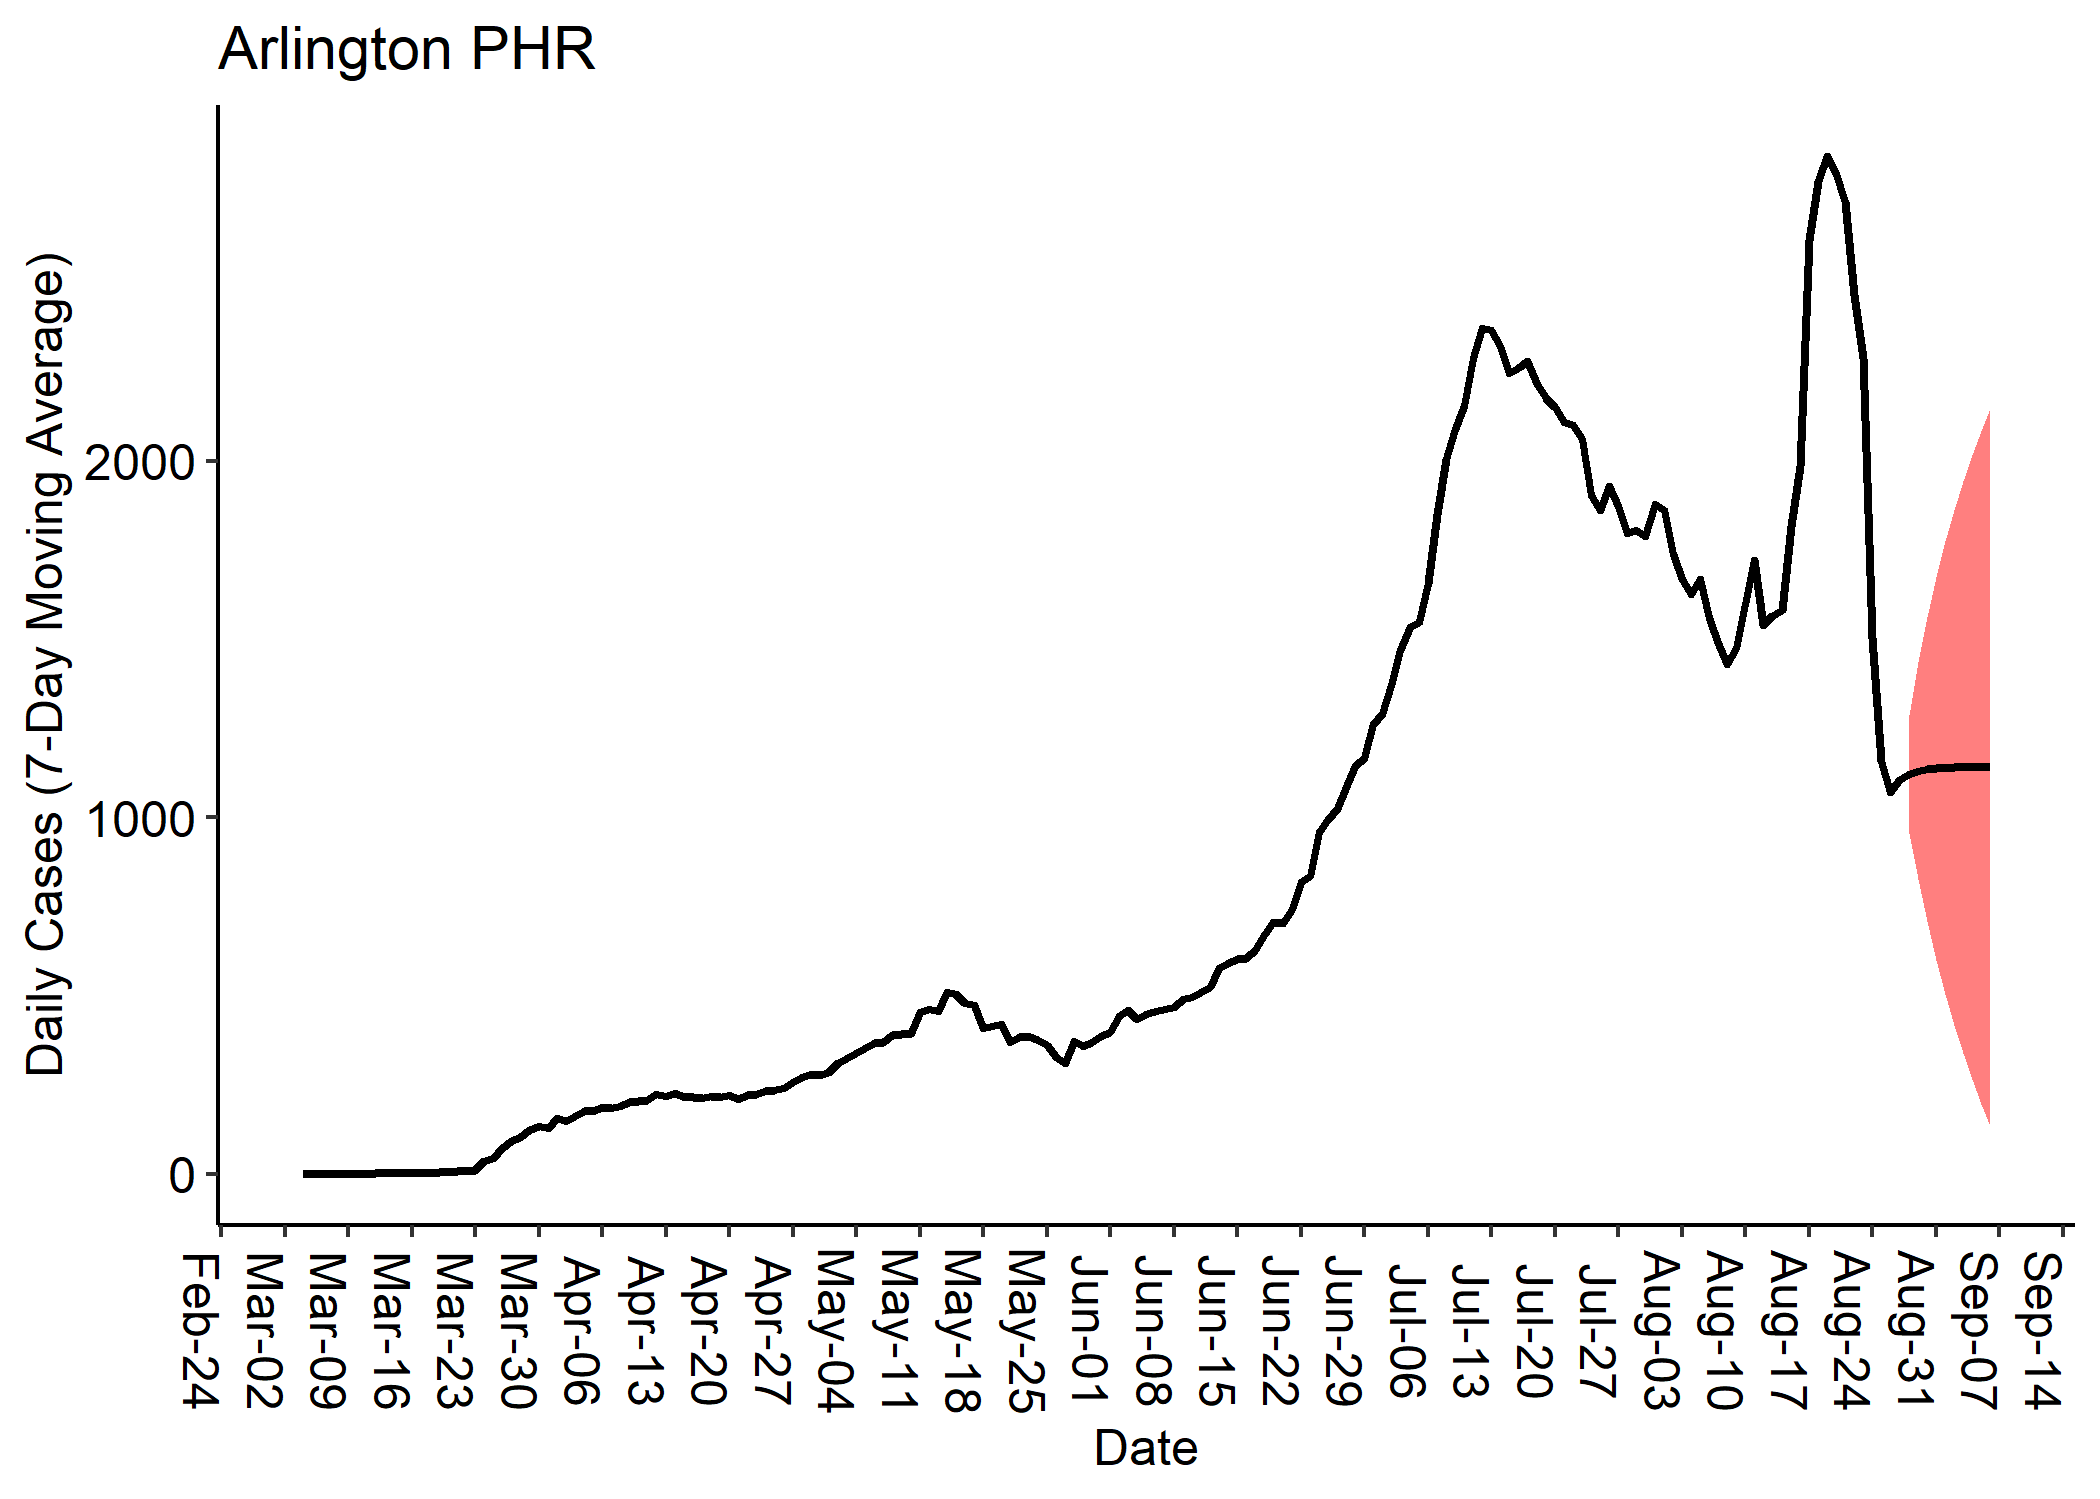 Arlington PHR
Daily Cases (7-Day Moving Average)
2000
1000
0
Feb-24
Mar-02
Mar-09
Mar-16
Mar-23
Mar-30
Apr-06
Apr-13
Apr-20
Apr-27
May-04
May-11
May-18
May-25
Jun-01
Jun-08
Jun-15
Jun-22
Jun-29
Jul-06
Jul-13
Jul-20
Jul-27
Aug-03
Aug-10
Aug-17
Aug-24
Aug-31
Sep-07
Sep-14
Date